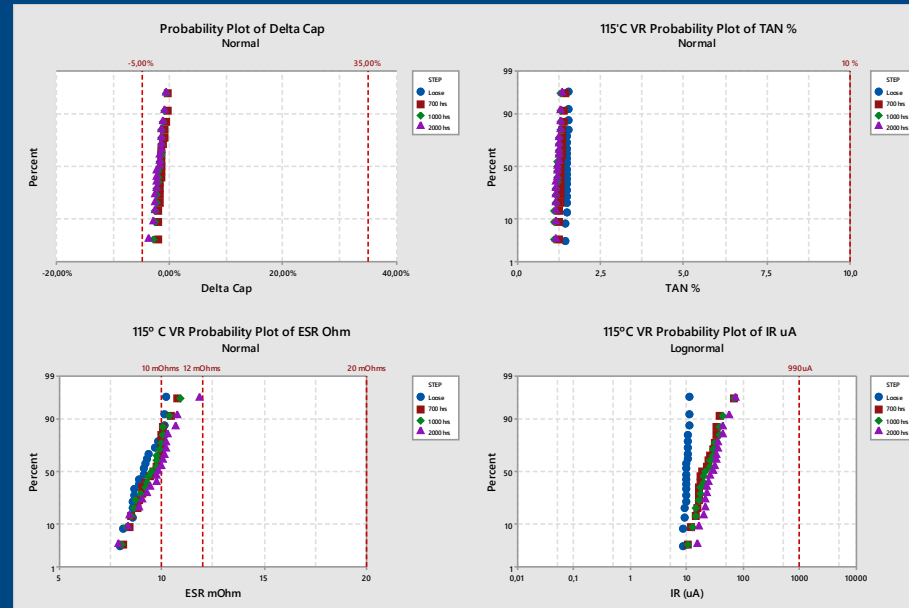 Probability Plot of Delta Cap
Normal
-5,00%
35,00%
Percent
-20,00%
0,00%
20,00%
40,00%
Delta Cap
STEP
Loose
700 hrs
1000 hrs
2000 hrs
115'C VR Probability Plot of TAN %
Normal
10 %
99
90
50
10
1
Percent
0,0
2,5
5,0
7,5
10,0
TAN %
STEP
Loose
700 hrs
1000 hrs
2000 hrs
115º C VR Probability Plot of ESR Ohm
Normal
10 mOhms
12 mOhms
20 mOhms
99
90
50
10
1
Percent
5
10
15
20
ESR mOhm
STEP
Loose
700 hrs
1000 hrs
2000 hrs
115ºC VR Probability Plot of IR uA
Lognormal
990uA
99
90
50
10
1
Percent
0,01
0,1
1
10
100
1000
10000
IR (uA)
STEP
Loose
700 hrs
1000 hrs
2000 hrs